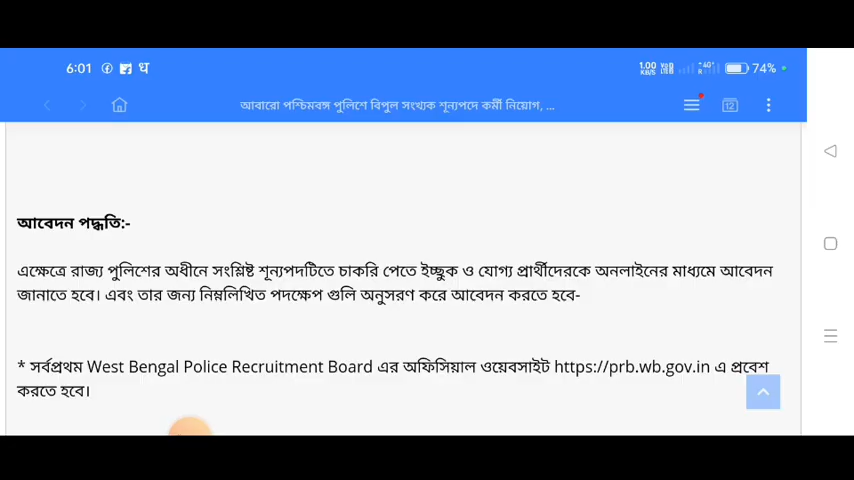 6:01 1.00 KB/S 74%
আবারো পশ্চিমবঙ্গ পুলিশে বিপুল সংখ্যক শূন্যপদে কর্মী নিয়োগ, ... 12
আবেদন পদ্ধতি:-
এক্ষেত্রে রাজ্য পুলিশের অধীনে সংশ্লিষ্ট শূন্যপদটিতে চাকরি পেতে ইচ্ছুক ও যোগ্য প্রার্থীদেরকে অনলাইনের মাধ্যমে আবেদন
জানাতে হবে। এবং তার জন্য নিম্নলিখিত পদক্ষেপ গুলি অনুসরণ করে আবেদন করতে হবে-
* সর্বপ্রথম West Bengal Police Recruitment Board এর অফিসিয়াল ওয়েবসাইট https://prb.wb.gov.in এ প্রবেশ
করতে হবে।